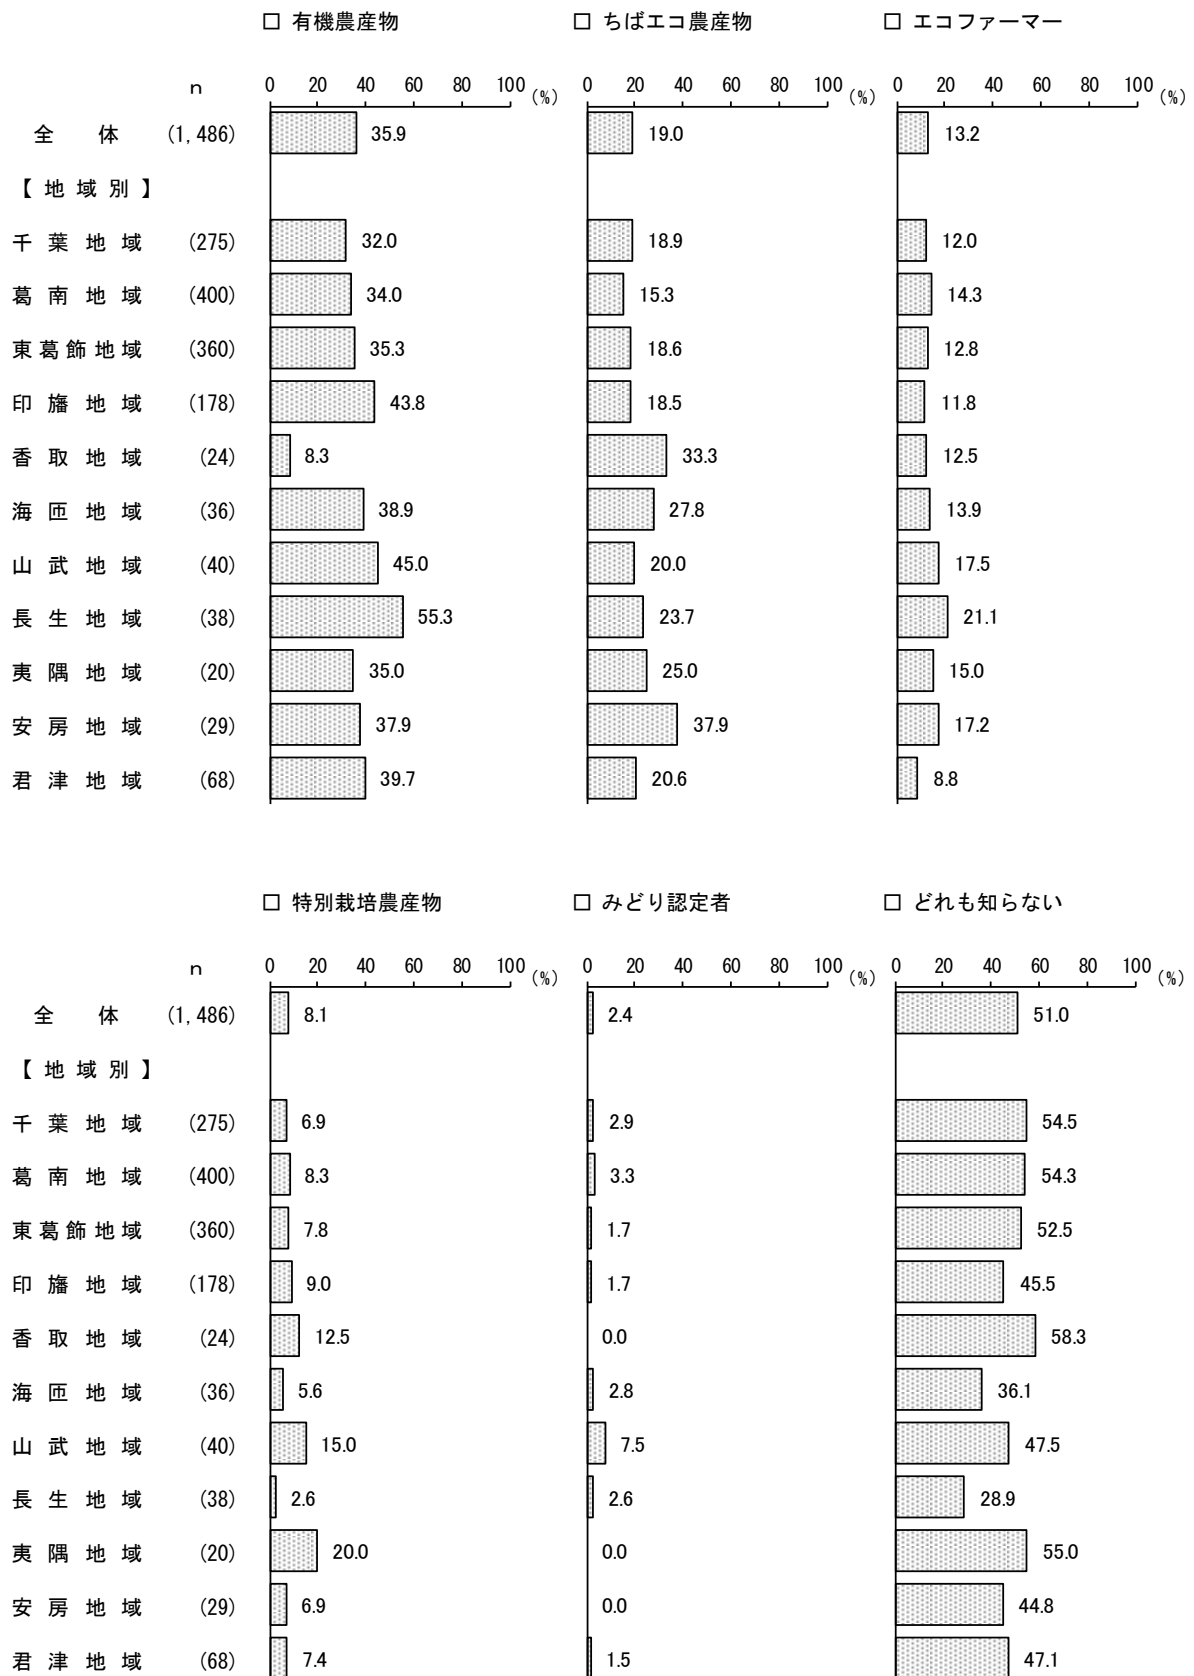 □ 有機農産物 □ ちばエコ農産物 □ エコファーマー
n 0 20 40 60 80 100 (%) 0 20 40 60 80 100 (%) 0 20 40 60 80 100 (%)
全体 (1,486) 35.9 19.0 13.2
【地域別】
千葉地域 (275) 32.0 18.9 12.0
葛南地域 (400) 34.0 15.3 14.3
東葛飾地域 (360) 35.3 18.6 12.8
印旛地域 (178) 43.8 18.5 11.8
香取地域 (24) 8.3 33.3 12.5
海匝地域 (36) 38.9 27.8 13.9
山武地域 (40) 45.0 20.0 17.5
長生地域 (38) 55.3 23.7 21.1
夷隅地域 (20) 35.0 25.0 15.0
安房地域 (29) 37.9 37.9 17.2
君津地域 (68) 39.7 20.6 8.8
□ 特別栽培農産物 □ みどり認定者 □ どれも知らない
n 0 20 40 60 80 100 (%) 0 20 40 60 80 100 (%) 0 20 40 60 80 100 (%)
全体 (1,486) 8.1 2.4 51.0
【地域別】
千葉地域 (275) 6.9 2.9 54.5
葛南地域 (400) 8.3 3.3 54.3
東葛飾地域 (360) 7.8 1.7 52.5
印旛地域 (178) 9.0 1.7 45.5
香取地域 (24) 12.5 0.0 58.3
海匝地域 (36) 5.6 2.8 36.1
山武地域 (40) 15.0 7.5 47.5
長生地域 (38) 2.6 2.6 28.9
夷隅地域 (20) 20.0 0.0 55.0
安房地域 (29) 6.9 0.0 44.8
君津地域 (68) 7.4 1.5 47.1